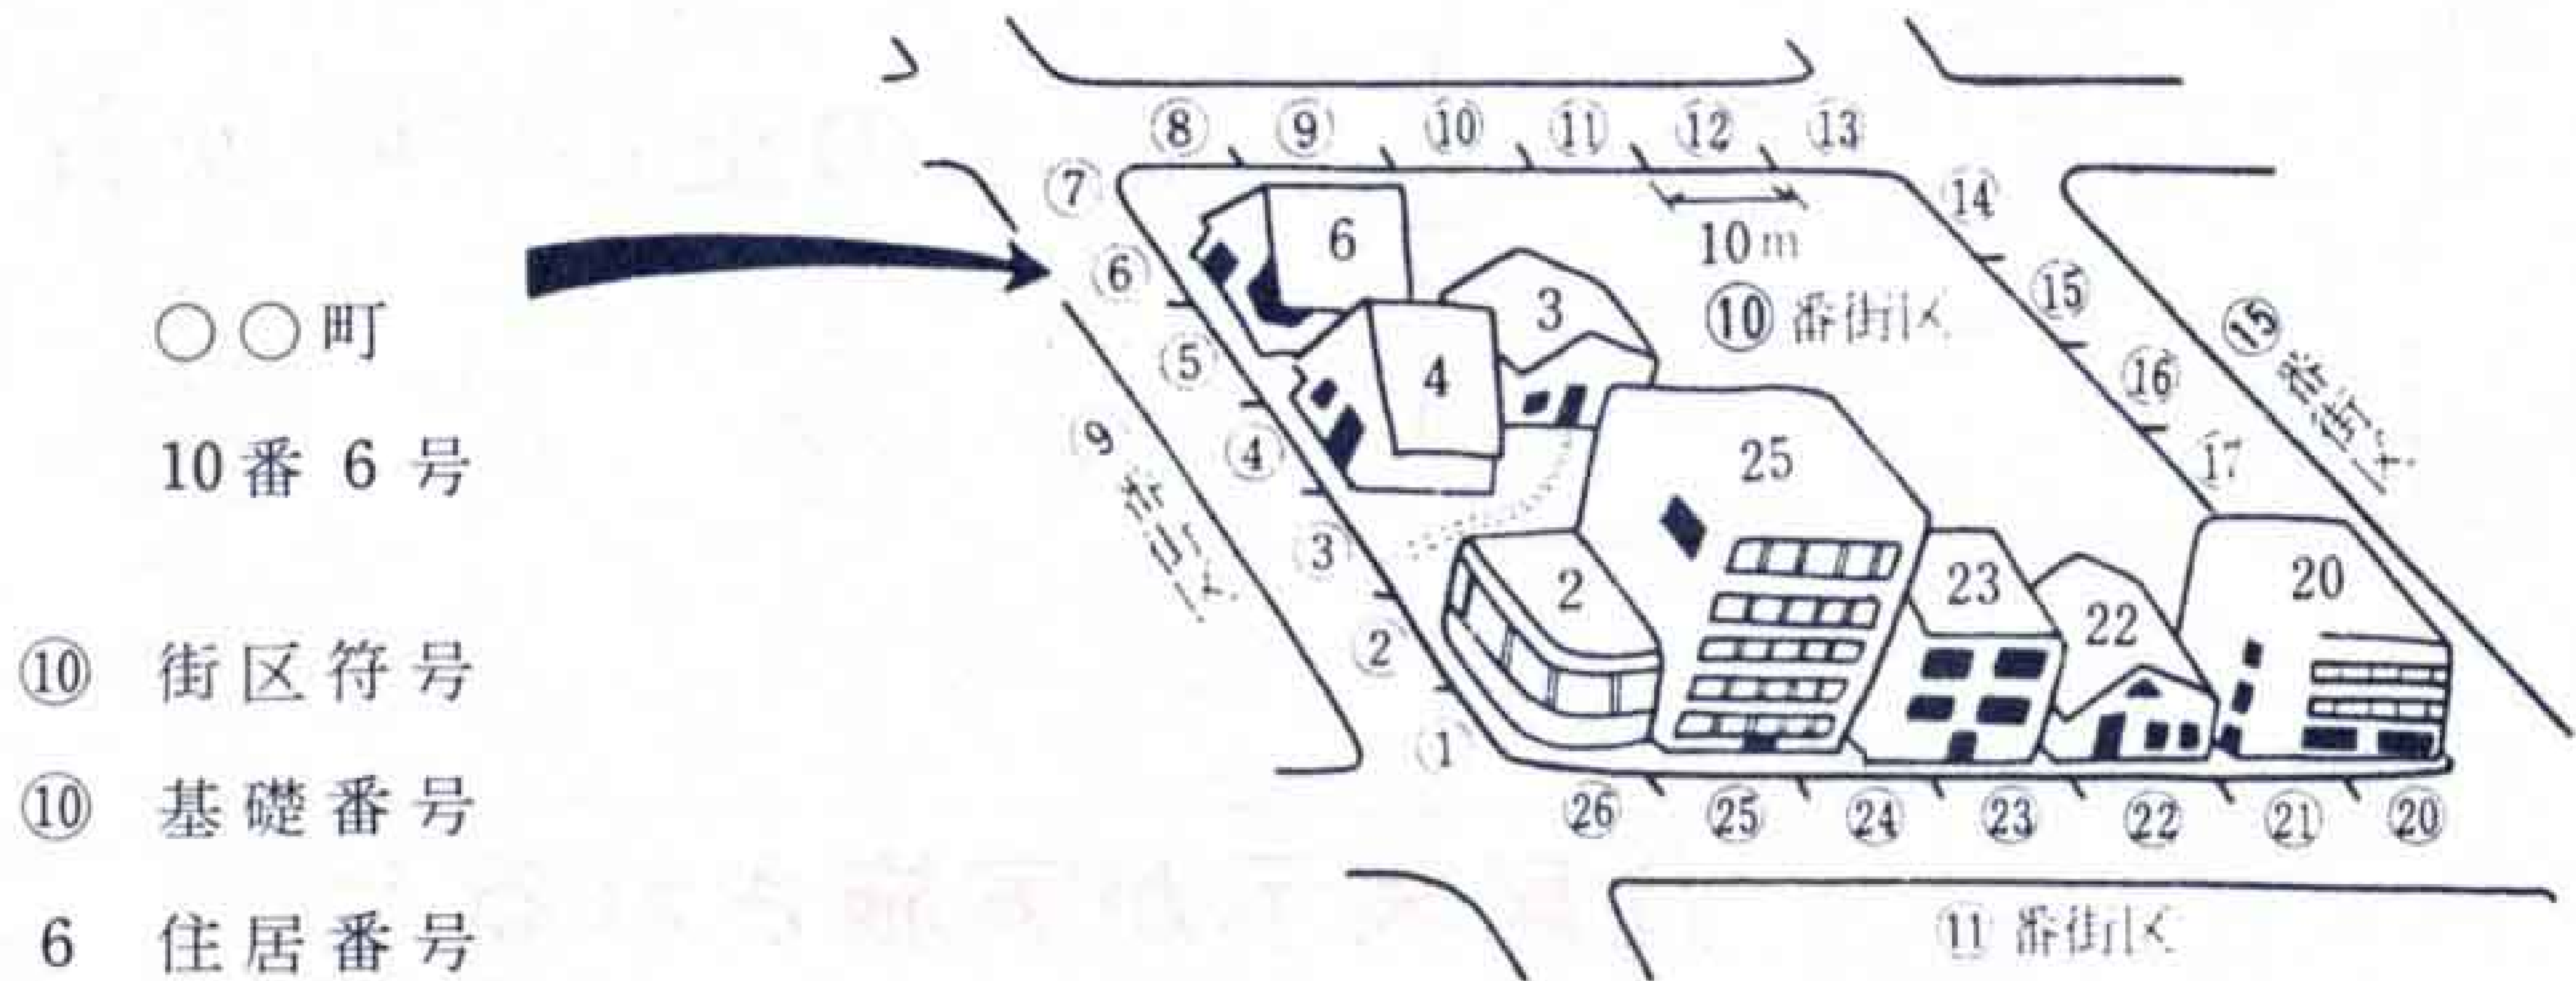 ○○町
10番 6 号
⑩ 街区符号
⑩ 基礎番号
6 住居番号
⑧ ⑨ ⑩ ⑪ ⑫ ⑬
⑦
⑭
6
10m
⑥
3
⑮
⑩ 番街区
⑮ 番街区
⑤
4
⑯
9 番街区
④
25
17
③
2
23
20
22
②
①
㉖ ㉕ ㉔ ㉓ ㉒ ㉑ ⑳
⑪ 番街区